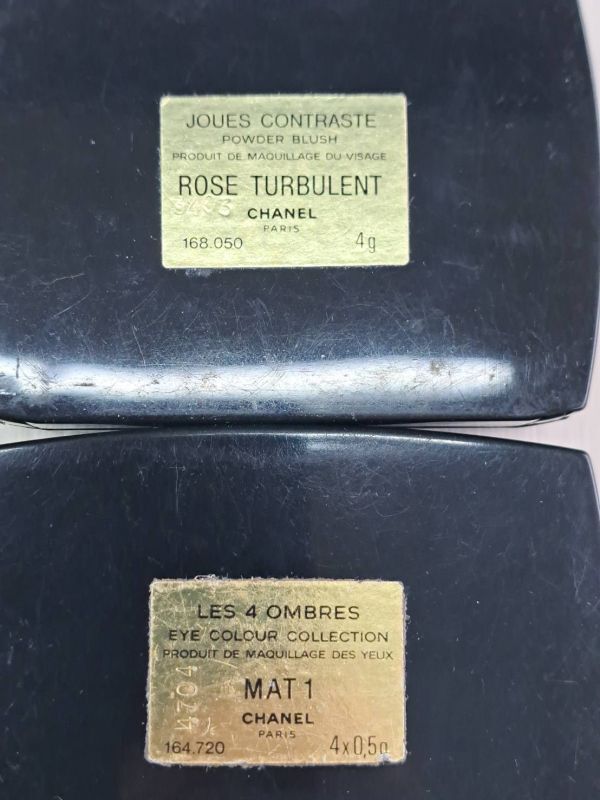 JOUES CONTRASTE
POWDER BLUSH
PRODUIT DE MAQUILLAGE DU VISAGE
ROSE TURBULENT
CHANEL
PARIS
168.050 4g
LES 4 OMBRES
EYE COLOUR COLLECTION
PRODUIT DE MAQUILLAGE DES YEUX
4704
MAT 1
CHANEL
PARIS
164.720 4x0,5g